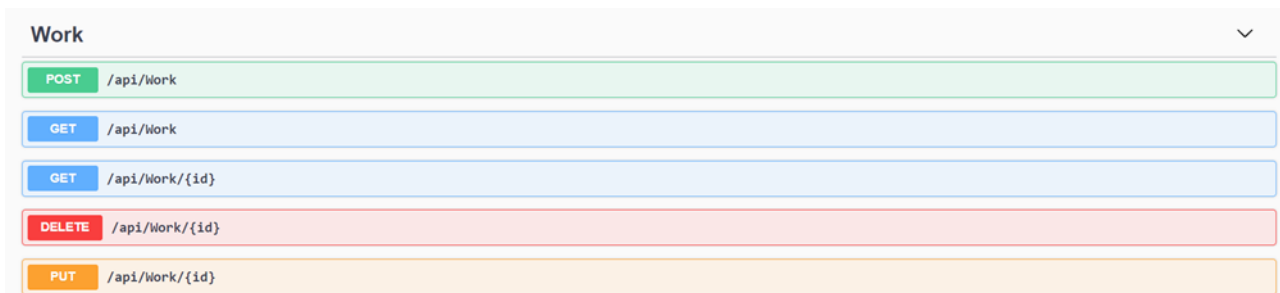 Work
POST /api/Work
GET /api/Work
GET /api/Work/{id}
DELETE /api/Work/{id}
PUT /api/Work/{id}